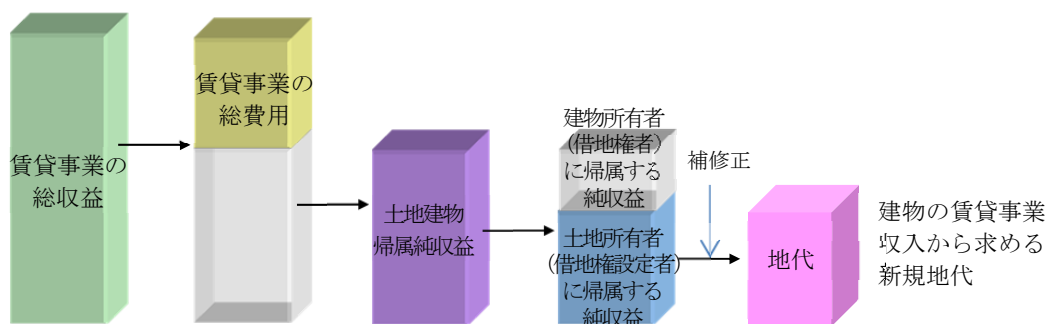 賃貸事業の
総収益
賃貸事業の
総費用
土地建物
帰属純収益
建物所有者
(借地権者)
に帰属する
純収益
土地所有者
(借地権設定者)
に帰属する
純収益
補修正
地代
建物の賃貸事業
収入から求める
新規地代